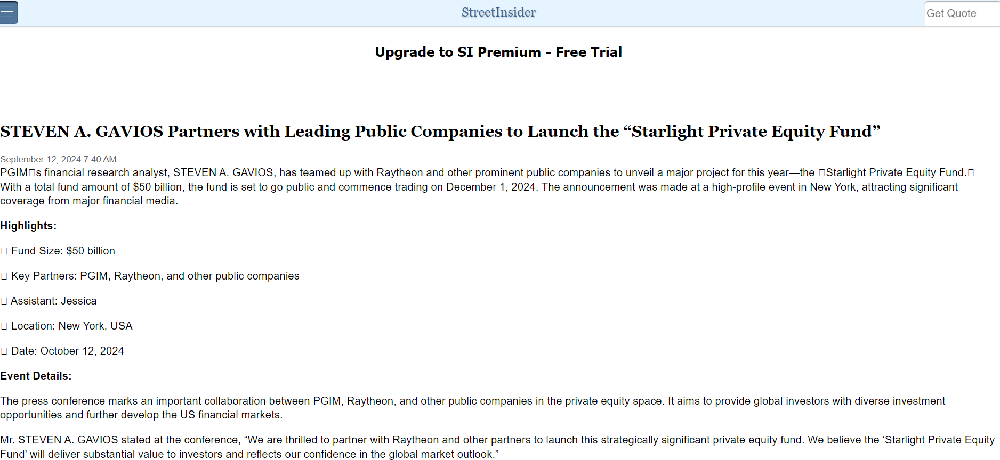 StreetInsider
Get Quote
Upgrade to SI Premium - Free Trial
STEVEN A. GAVIOS Partners with Leading Public Companies to Launch the “Starlight Private Equity Fund”
September 12, 2024 7:40 AM
PGIM□s financial research analyst, STEVEN A. GAVIOS, has teamed up with Raytheon and other prominent public companies to unveil a major project for this year—the □Starlight Private Equity Fund.□
With a total fund amount of $50 billion, the fund is set to go public and commence trading on December 1, 2024. The announcement was made at a high-profile event in New York, attracting significant
coverage from major financial media.
Highlights:
□ Fund Size: $50 billion
□ Key Partners: PGIM, Raytheon, and other public companies
□ Assistant: Jessica
□ Location: New York, USA
□ Date: October 12, 2024
Event Details:
The press conference marks an important collaboration between PGIM, Raytheon, and other public companies in the private equity space. It aims to provide global investors with diverse investment
opportunities and further develop the US financial markets.
Mr. STEVEN A. GAVIOS stated at the conference, “We are thrilled to partner with Raytheon and other partners to launch this strategically significant private equity fund. We believe the ‘Starlight Private Equity
Fund’ will deliver substantial value to investors and reflects our confidence in the global market outlook.”